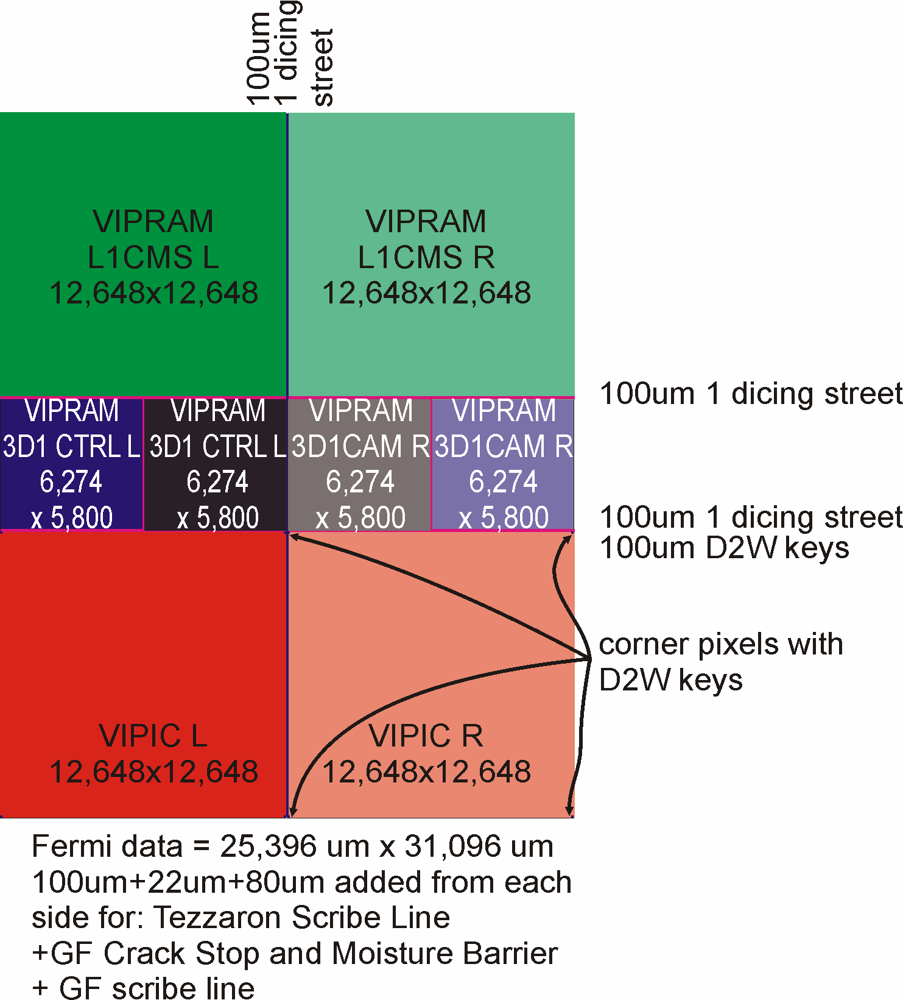 100um
1 dicing
street
VIPRAM
L1CMS L
12,648x12,648
VIPRAM
L1CMS R
12,648x12,648
100um 1 dicing street
VIPRAM
3D1 CTRL L
6,274
x 5,800
VIPRAM
3D1 CTRL L
6,274
x 5,800
VIPRAM
3D1CAM R
6,274
x 5,800
VIPRAM
3D1CAM R
6,274
x 5,800
100um 1 dicing street
100um D2W keys
corner pixels with
D2W keys
VIPIC L
12,648x12,648
VIPIC R
12,648x12,648
Fermi data = 25,396 um x 31,096 um
100um+22um+80um added from each
side for: Tezzaron Scribe Line
+GF Crack Stop and Moisture Barrier
+ GF scribe line